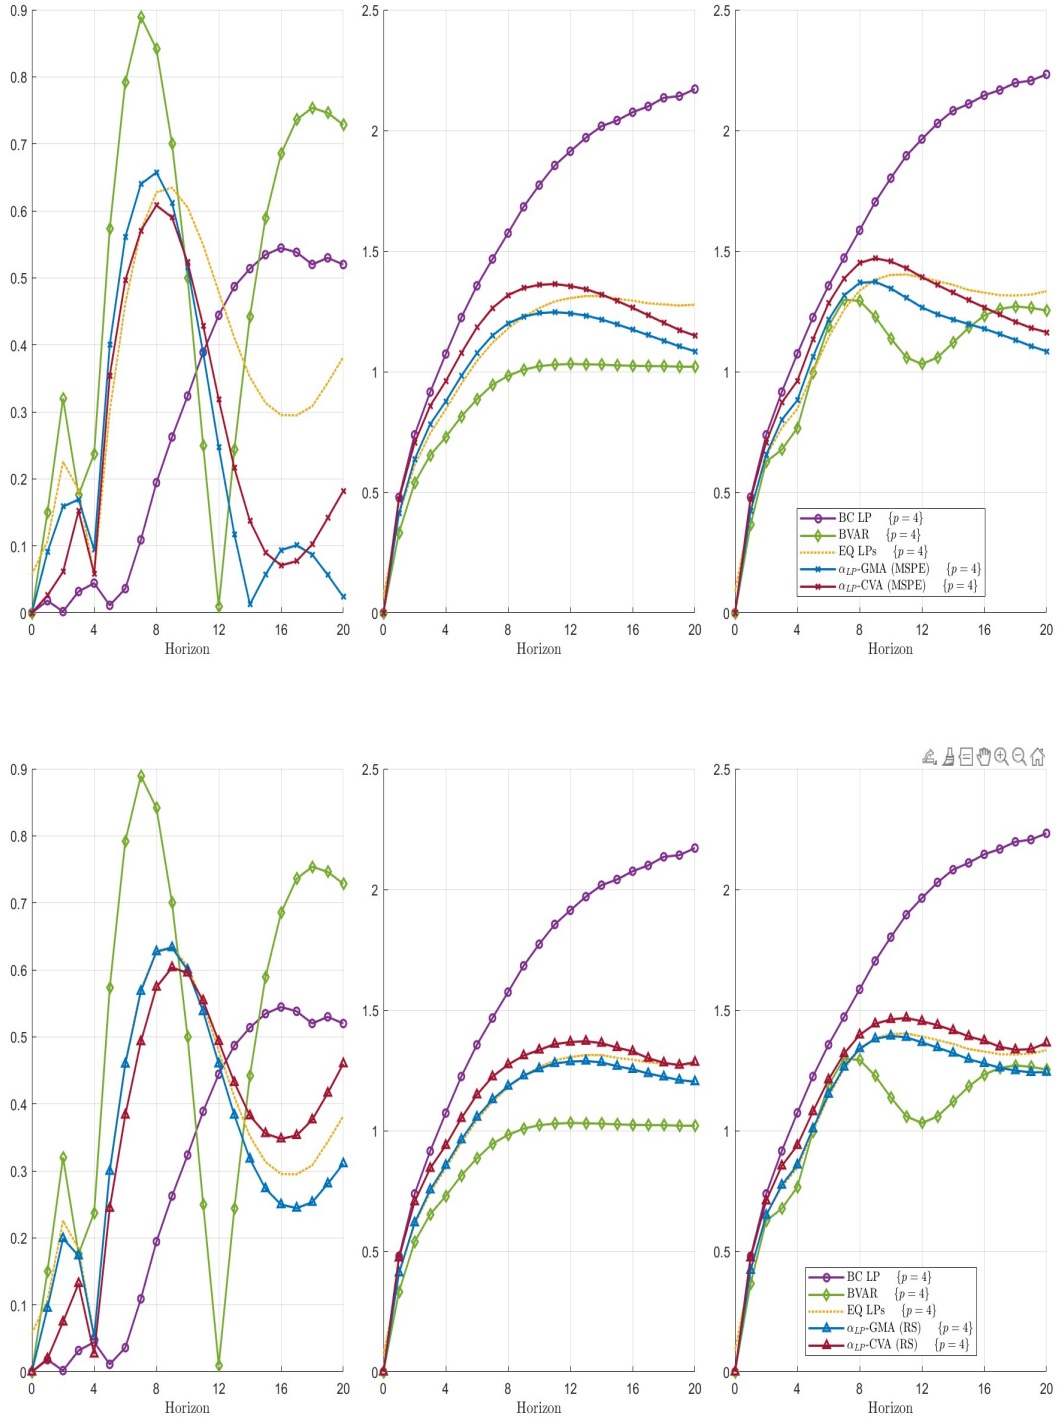 0.9
0.8
0.7
0.6
0.5
0.4
0.3
0.2
0.1
0
0 4 8 12 16 20
Horizon
2.5
2
1.5
1
0.5
0
0 4 8 12 16 20
Horizon
2.5
2
1.5
1
0.5
0
0 4 8 12 16 20
Horizon
BC LP {p = 4}
BVAR {p = 4}
EQ LPs {p = 4}
α_LP-GMA (MSPE) {p = 4}
α_LP-CVA (MSPE) {p = 4}
0.9
0.8
0.7
0.6
0.5
0.4
0.3
0.2
0.1
0
0 4 8 12 16 20
Horizon
2.5
2
1.5
1
0.5
0
0 4 8 12 16 20
Horizon
2.5
2
1.5
1
0.5
0
0 4 8 12 16 20
Horizon
BC LP {p = 4}
BVAR {p = 4}
EQ LPs {p = 4}
α_LP-GMA (RS) {p = 4}
α_LP-CVA (RS) {p = 4}